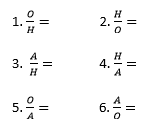 1. O/H =    2. H/O =
3. A/H =    4. H/A =
5. O/A =    6. A/O =